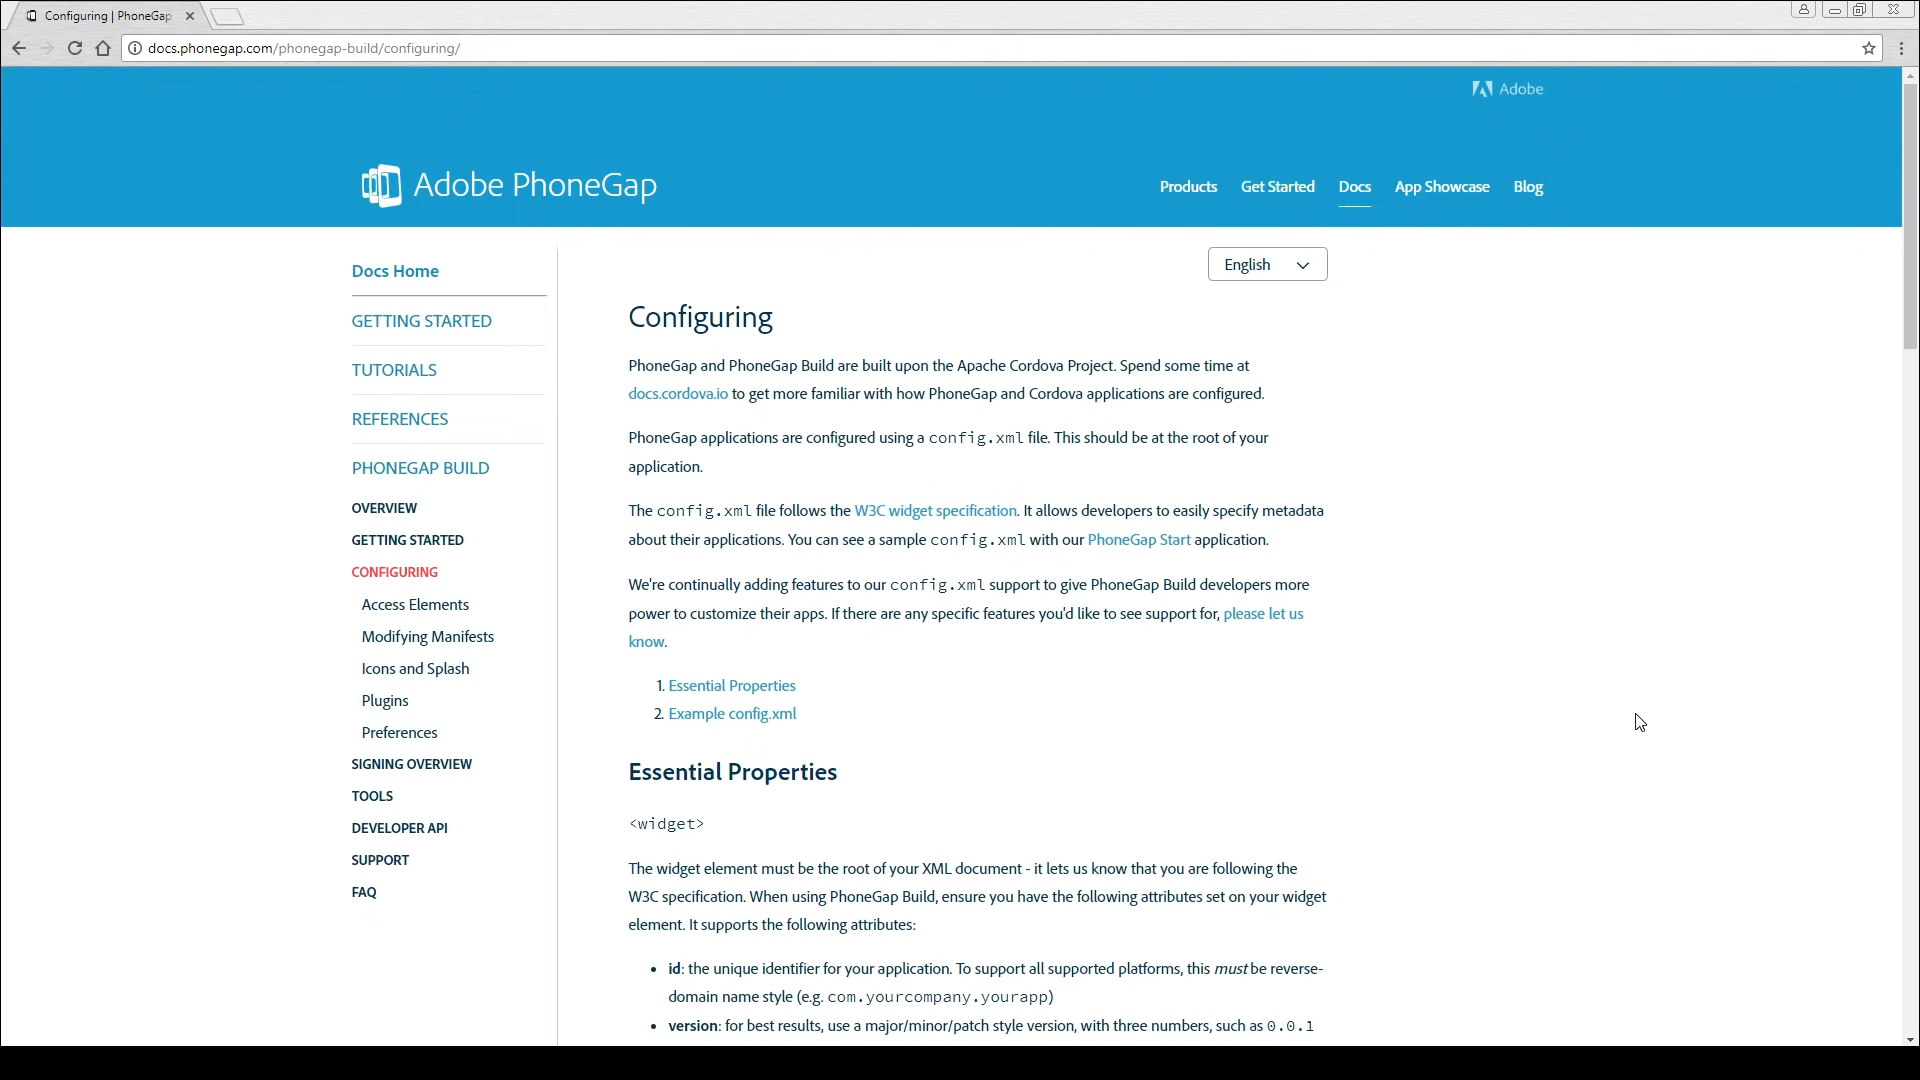 Configuring | PhoneGap
docs.phonegap.com/phonegap-build/configuring/
Adobe
Adobe PhoneGap
Products Get Started Docs App Showcase Blog
Docs Home
GETTING STARTED
TUTORIALS
REFERENCES
PHONEGAP BUILD
OVERVIEW
GETTING STARTED
CONFIGURING
Access Elements
Modifying Manifests
Icons and Splash
Plugins
Preferences
SIGNING OVERVIEW
TOOLS
DEVELOPER API
SUPPORT
FAQ
English
Configuring
PhoneGap and PhoneGap Build are built upon the Apache Cordova Project. Spend some time at
docs.cordova.io to get more familiar with how PhoneGap and Cordova applications are configured.
PhoneGap applications are configured using a config.xml file. This should be at the root of your
application.
The config.xml file follows the W3C widget specification. It allows developers to easily specify metadata
about their applications. You can see a sample config.xml with our PhoneGap Start application.
We're continually adding features to our config.xml support to give PhoneGap Build developers more
power to customize their apps. If there are any specific features you'd like to see support for, please let us
know.
1. Essential Properties
2. Example config.xml
Essential Properties
<widget>
The widget element must be the root of your XML document - it lets us know that you are following the
W3C specification. When using PhoneGap Build, ensure you have the following attributes set on your widget
element. It supports the following attributes:
• id: the unique identifier for your application. To support all supported platforms, this must be reverse-
domain name style (e.g. com.yourcompany.yourapp)
• version: for best results, use a major/minor/patch style version, with three numbers, such as 0.0.1